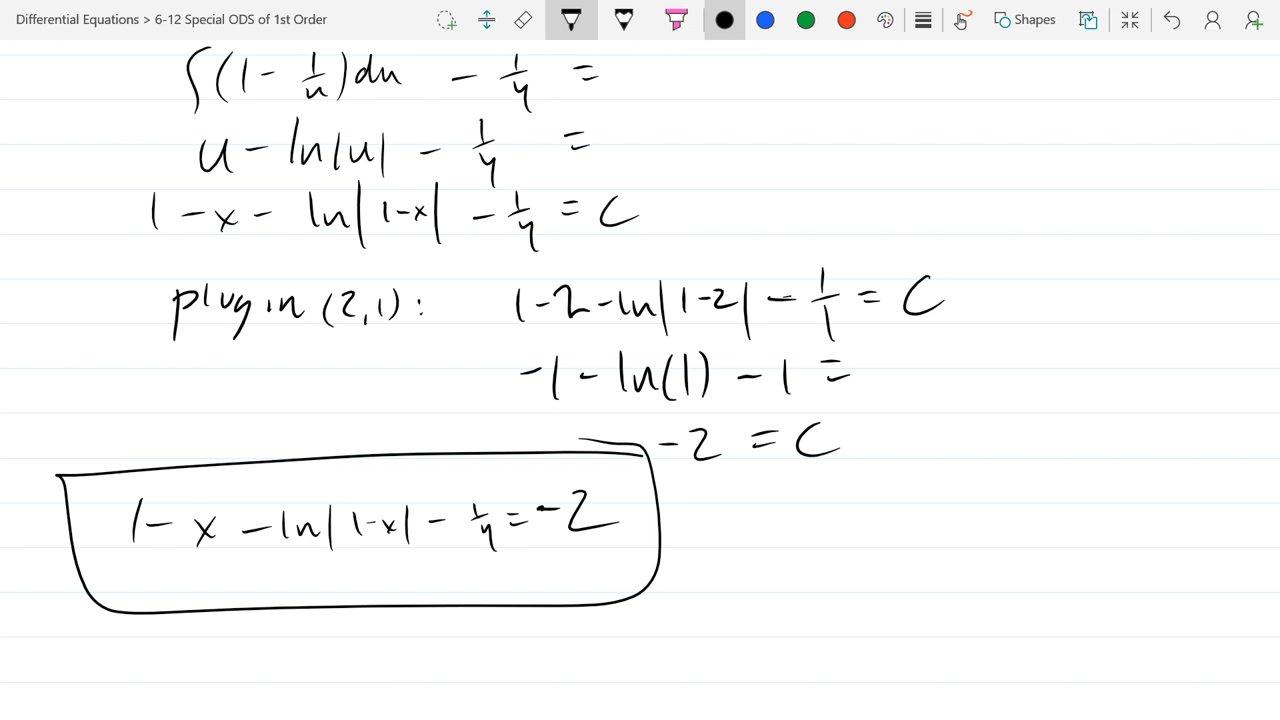 Differential Equations > 6-12 Special ODS of 1st Order Shapes
∫(1 - 1/u)du - 1/y =
u - ln|u| - 1/y =
1 - x - ln|1-x| - 1/y = C
plug in (2,1): 1-2-ln|1-2| - 1/1 = C
-1 - ln(1) - 1 =
-2 = C
1 - x - ln|1-x| - 1/y = -2